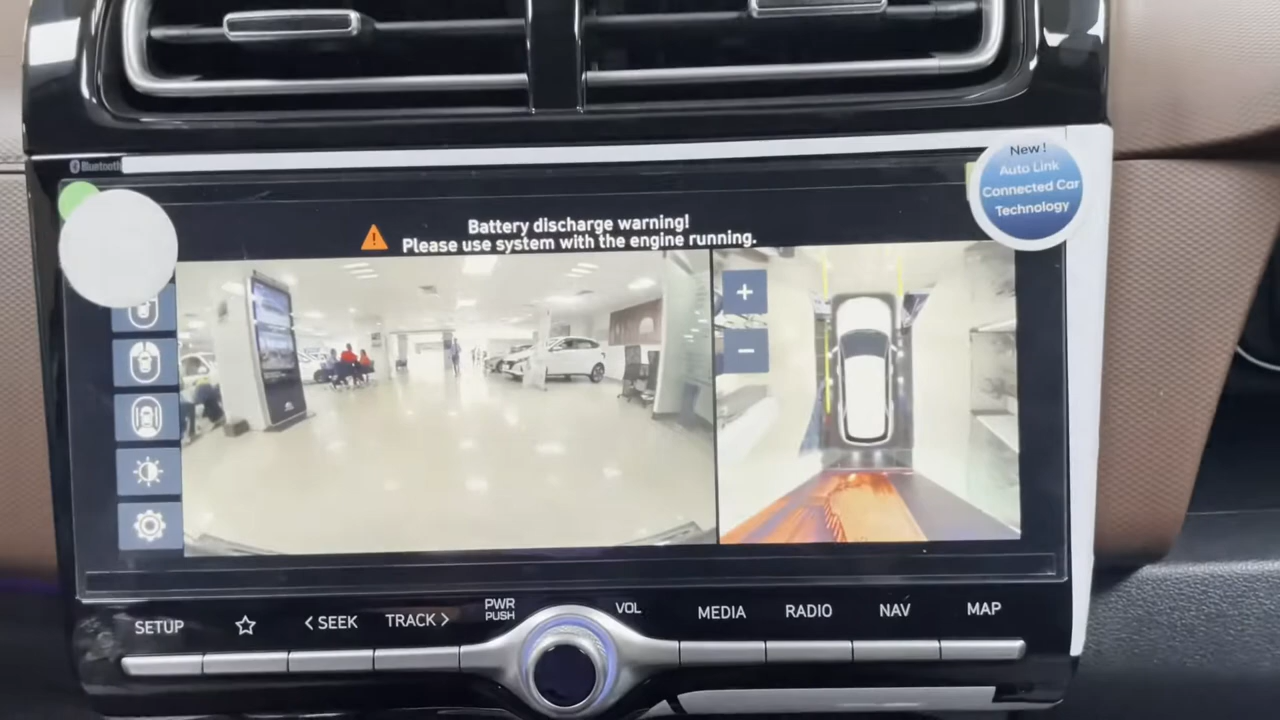 Bluetooth
New!
Auto Link
Connected Car
Technology
Battery discharge warning!
Please use system with the engine running.
+
−
SETUP
< SEEK
TRACK >
PWR
PUSH
VOL
MEDIA
RADIO
NAV
MAP